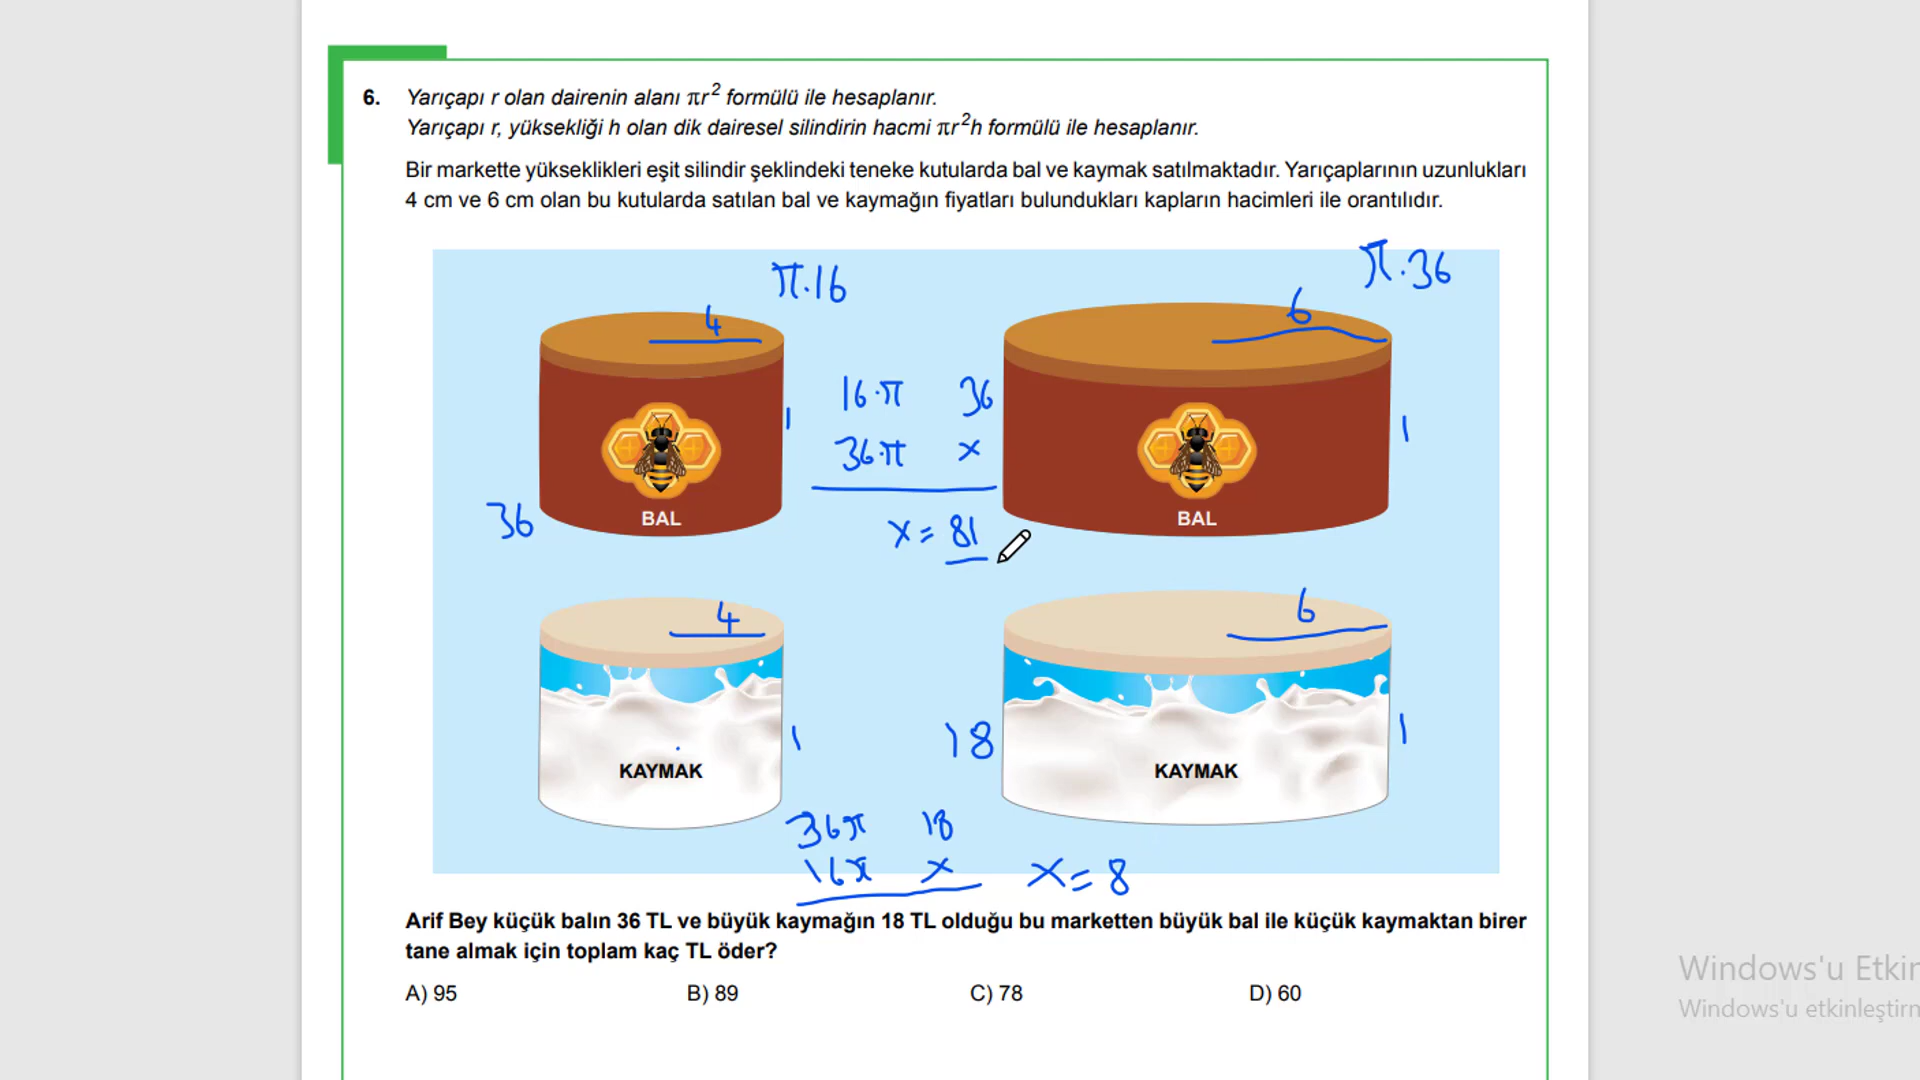 6. Yarıçapı r olan dairenin alanı πr² formülü ile hesaplanır.
Yarıçapı r, yüksekliği h olan dik dairesel silindirin hacmi πr²h formülü ile hesaplanır.
Bir markette yükseklikleri eşit silindir şeklindeki teneke kutularda bal ve kaymak satılmaktadır. Yarıçaplarının uzunlukları
4 cm ve 6 cm olan bu kutularda satılan bal ve kaymağın fiyatları bulundukları kapların hacimleri ile orantılıdır.
π.16
π.36
4
6
16.π 36
36.π x
x = 81
1
1
36
BAL
BAL
4
6
1
18
1
KAYMAK
KAYMAK
36π 18
16π x
x = 8
Arif Bey küçük balın 36 TL ve büyük kaymağın 18 TL olduğu bu marketten büyük bal ile küçük kaymaktan birer
tane almak için toplam kaç TL öder?
A) 95 B) 89 C) 78 D) 60
Windows'u Etkin
Windows'u etkinleştirm